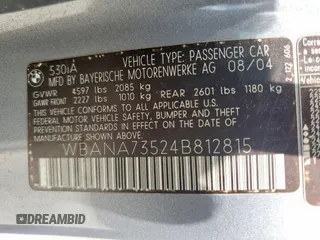 530iA VEHICLE TYPE: PASSENGER CAR
MFD BY BAYERISCHE MOTORENWERKE AG 08/04
GVWR 4597 lbs 2085 kg
GAWR FRONT 2227 lbs 1010 kg REAR 2601 lbs 1180 kg
THIS VEHICLE CONFORMS TO ALL APPLICABLE
U.S. FEDERAL MOTOR VEHICLE SAFETY, BUMPER,
AND THEFT PREVENTION STANDARDS IN EFFECT
ON THE DATE OF MANUFACTURE SHOWN ABOVE.
WBANA73524B812815
DREAMBID